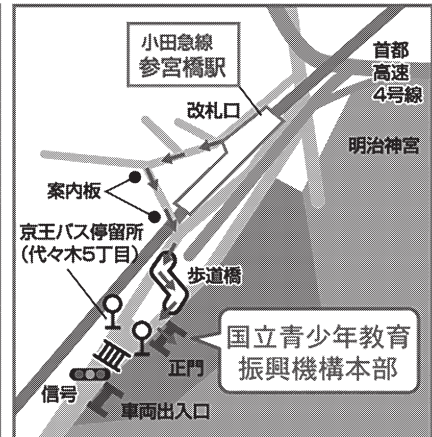 小田急線
参宮橋駅
首都
高速
4号線
改札口
明治神宮
案内板
京王バス停留所
(代々木5丁目)
歩道橋
国立青少年教育
振興機構本部
正門
信号
車両出入口